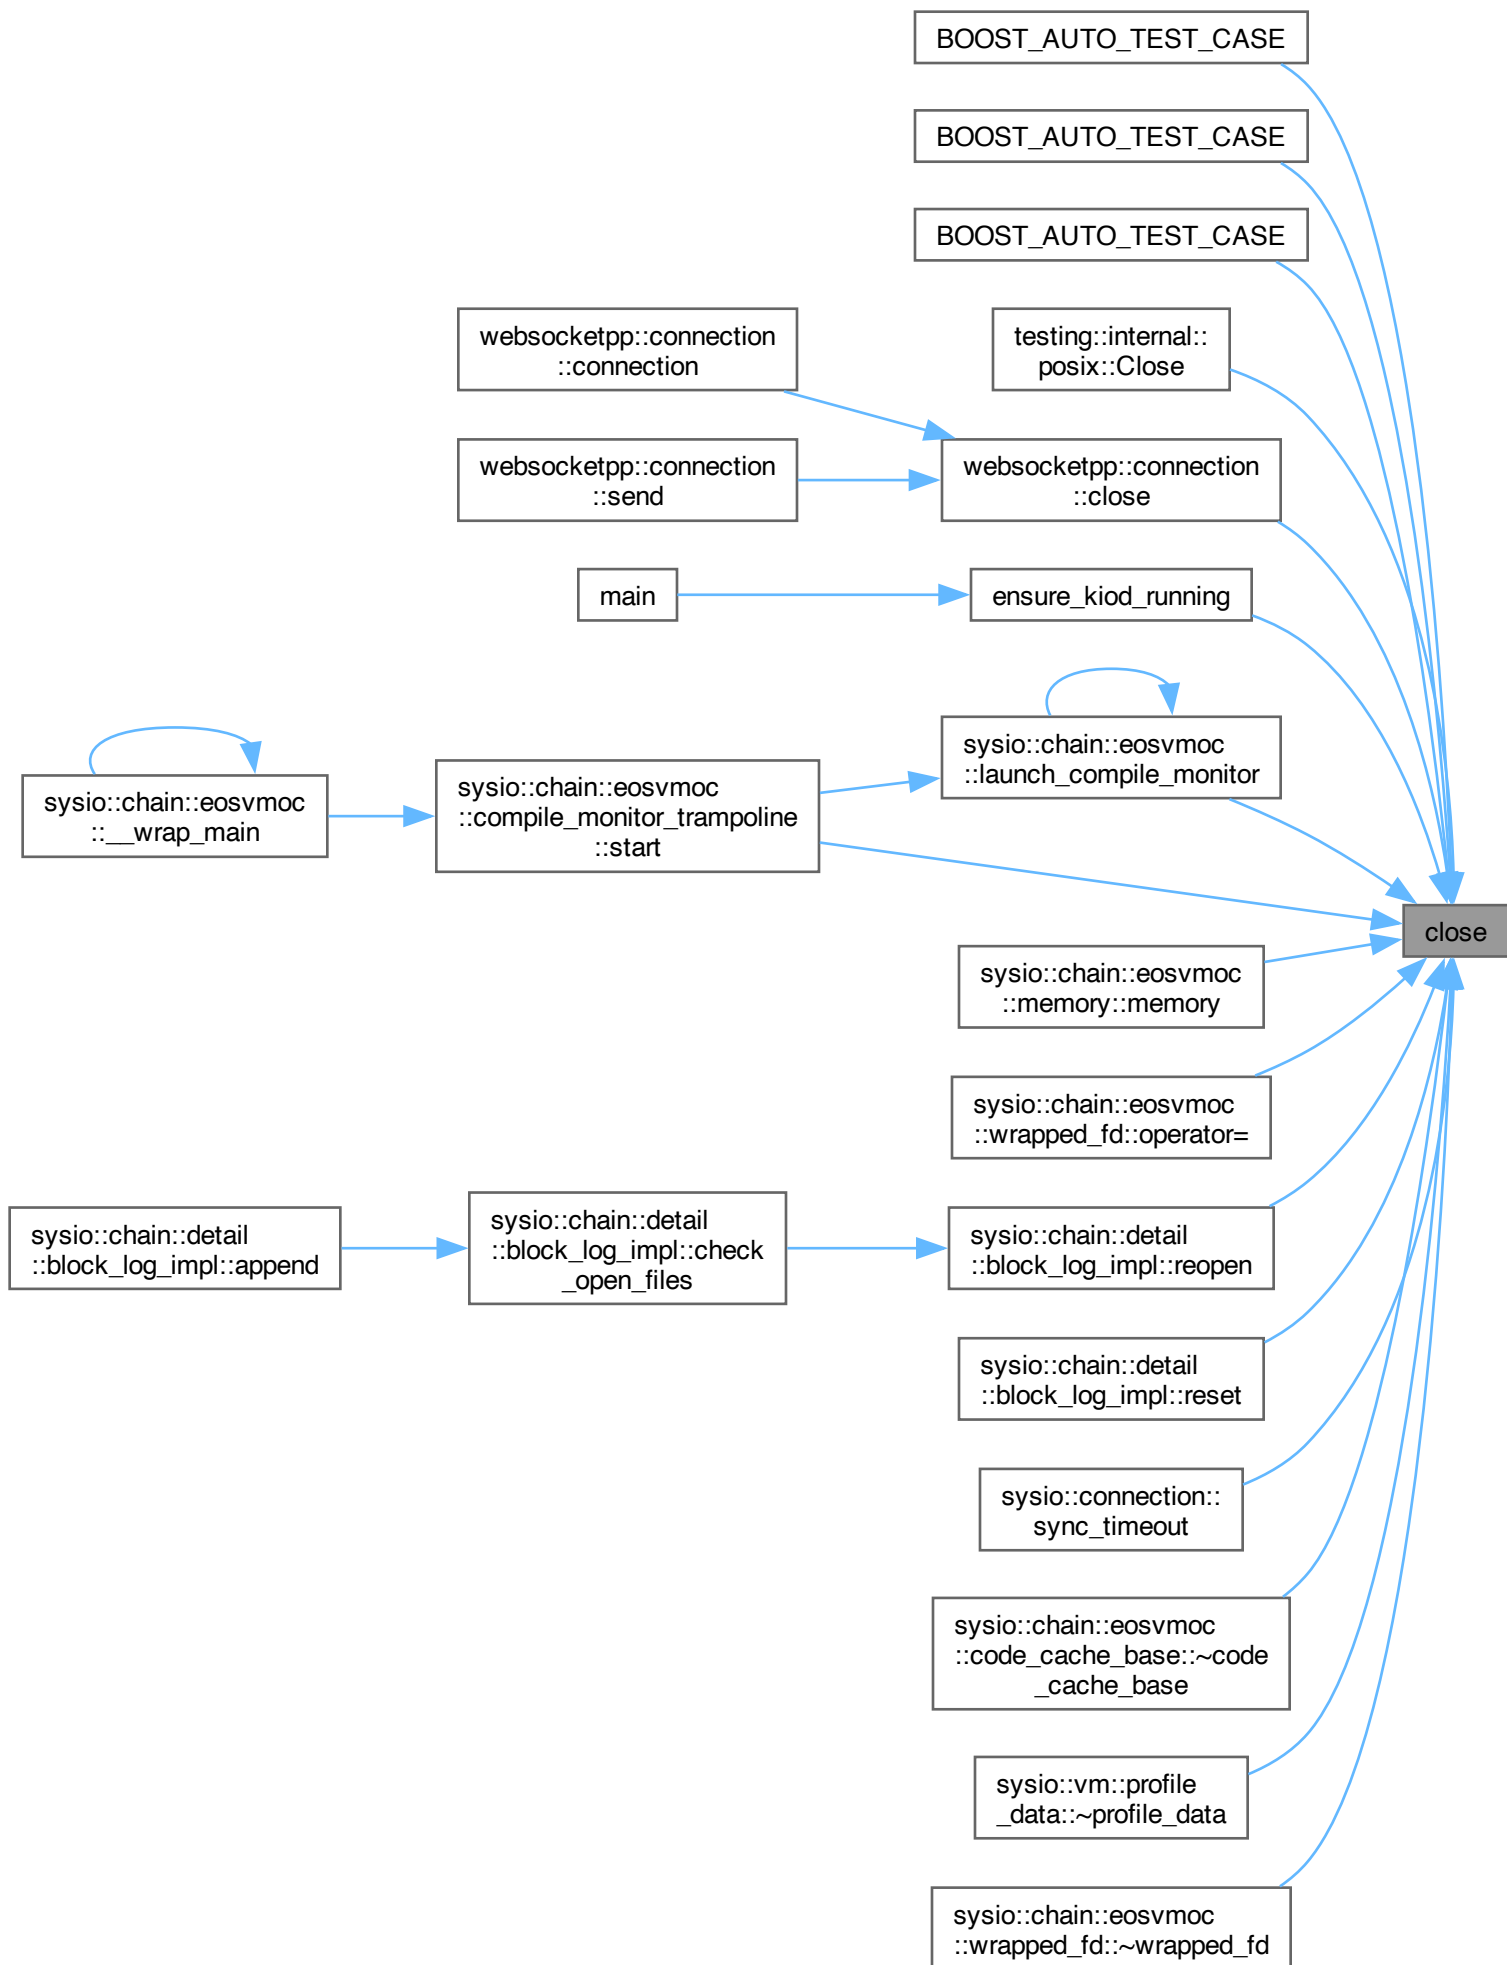 BOOST_AUTO_TEST_CASE
BOOST_AUTO_TEST_CASE
BOOST_AUTO_TEST_CASE
testing::internal::
posix::Close
websocketpp::connection
::connection
websocketpp::connection
::send
websocketpp::connection
::close
main
ensure_kiod_running
sysio::chain::eosvmoc
::__wrap_main
sysio::chain::eosvmoc
::compile_monitor_trampoline
::start
sysio::chain::eosvmoc
::launch_compile_monitor
close
sysio::chain::eosvmoc
::memory::memory
sysio::chain::eosvmoc
::wrapped_fd::operator=
sysio::chain::detail
::block_log_impl::append
sysio::chain::detail
::block_log_impl::check
_open_files
sysio::chain::detail
::block_log_impl::reopen
sysio::chain::detail
::block_log_impl::reset
sysio::connection::
sync_timeout
sysio::chain::eosvmoc
::code_cache_base::~code
_cache_base
sysio::vm::profile
_data::~profile_data
sysio::chain::eosvmoc
::wrapped_fd::~wrapped_fd